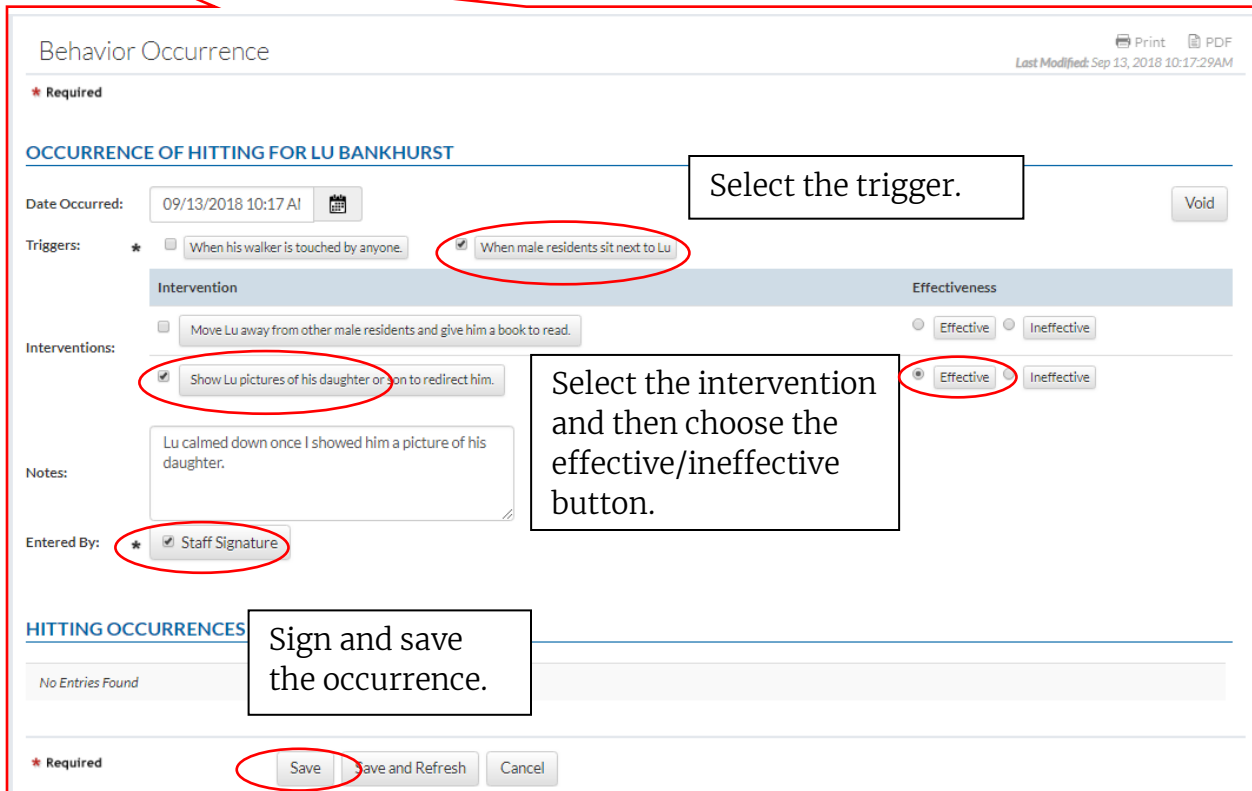 Behavior Occurrence
Print PDF
Last Modified: Sep 13, 2018 10:17:29AM
* Required
OCCURRENCE OF HITTING FOR LU BANKHURST
Select the trigger.
Date Occurred: 09/13/2018 10:17 AM
Void
Triggers: * When his walker is touched by anyone. When male residents sit next to Lu
Intervention Effectiveness
Interventions:
Move Lu away from other male residents and give him a book to read. Effective Ineffective
Show Lu pictures of his daughter or son to redirect him. Effective Ineffective
Select the intervention
and then choose the
effective/ineffective
button.
Notes:
Lu calmed down once I showed him a picture of his
daughter.
Entered By: * Staff Signature
HITTING OCCURRENCES
Sign and save
the occurrence.
No Entries Found
* Required
Save Save and Refresh Cancel